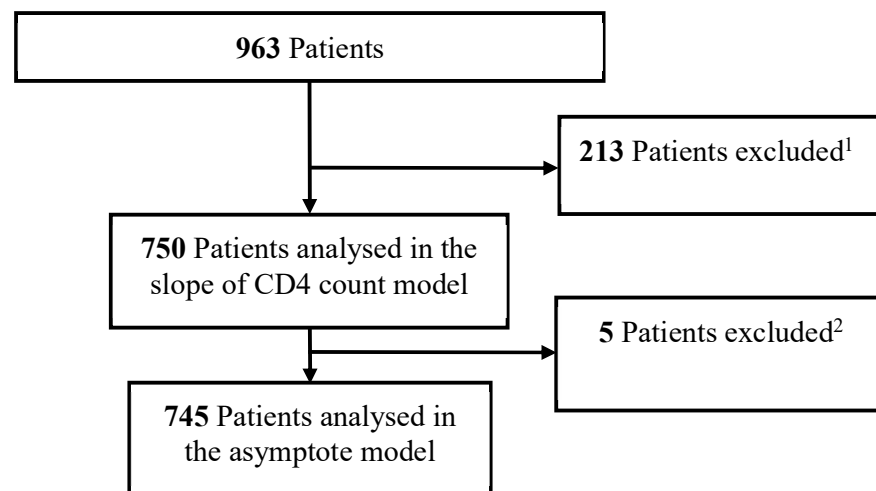 963 Patients
213 Patients excluded¹
750 Patients analysed in the
slope of CD4 count model
5 Patients excluded²
745 Patients analysed in
the asymptote model